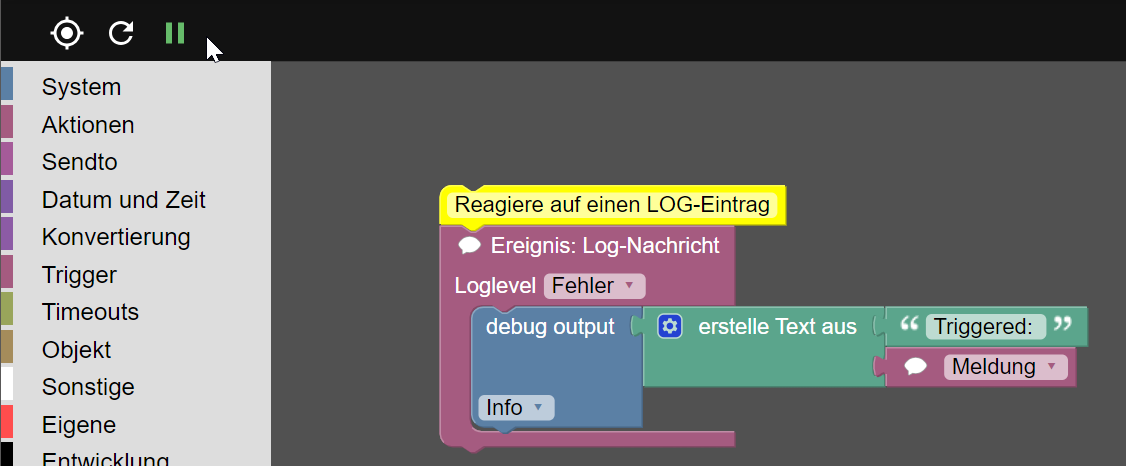 System
Aktionen
Sendto
Datum und Zeit
Konvertierung
Trigger
Timeouts
Objekt
Sonstige
Eigene
Entwicklung
Reagiere auf einen LOG-Eintrag
Ereignis: Log-Nachricht
Loglevel Fehler
debug output erstelle Text aus “ Triggered: ”
Meldung
Info